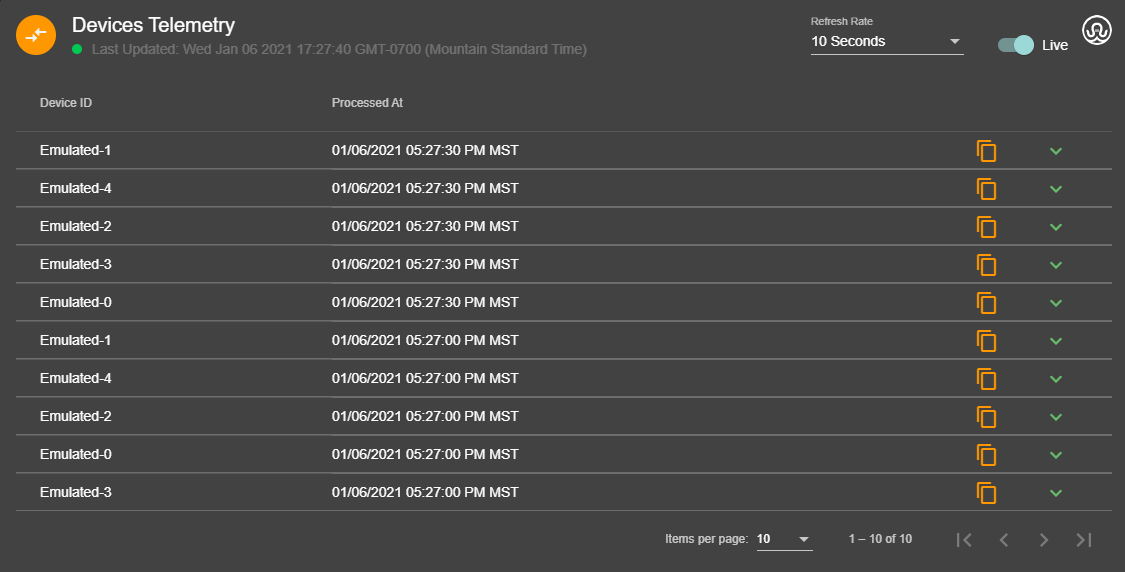 Devices Telemetry
Last Updated: Wed Jan 06 2021 17:27:40 GMT-0700 (Mountain Standard Time)
Refresh Rate
10 Seconds
Live
Device ID Processed At
Emulated-1 01/06/2021 05:27:30 PM MST
Emulated-4 01/06/2021 05:27:30 PM MST
Emulated-2 01/06/2021 05:27:30 PM MST
Emulated-3 01/06/2021 05:27:30 PM MST
Emulated-0 01/06/2021 05:27:30 PM MST
Emulated-1 01/06/2021 05:27:00 PM MST
Emulated-4 01/06/2021 05:27:00 PM MST
Emulated-2 01/06/2021 05:27:00 PM MST
Emulated-0 01/06/2021 05:27:00 PM MST
Emulated-3 01/06/2021 05:27:00 PM MST
Items per page: 10 1 – 10 of 10